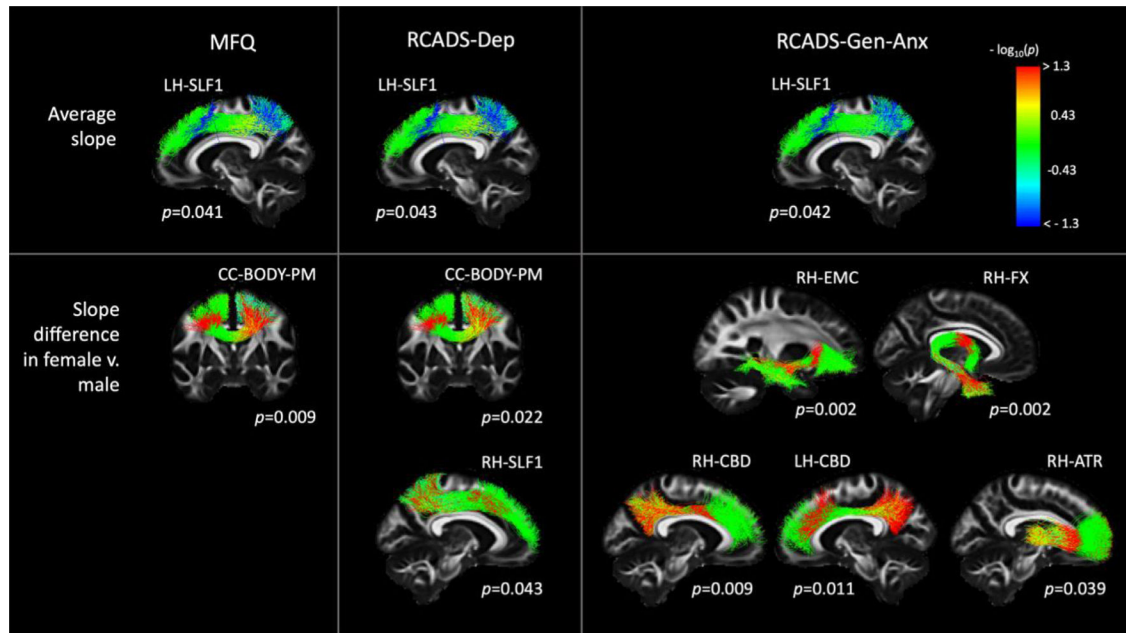 MFQ
RCADS-Dep
RCADS-Gen-Anx
- log10(p)
> 1.3
0.43
-0.43
< - 1.3
Average
slope
LH-SLF1
p=0.041
LH-SLF1
p=0.043
LH-SLF1
p=0.042
Slope
difference
in female v.
male
CC-BODY-PM
p=0.009
CC-BODY-PM
p=0.022
RH-EMC
p=0.002
RH-FX
p=0.002
RH-SLF1
p=0.043
RH-CBD
p=0.009
LH-CBD
p=0.011
RH-ATR
p=0.039